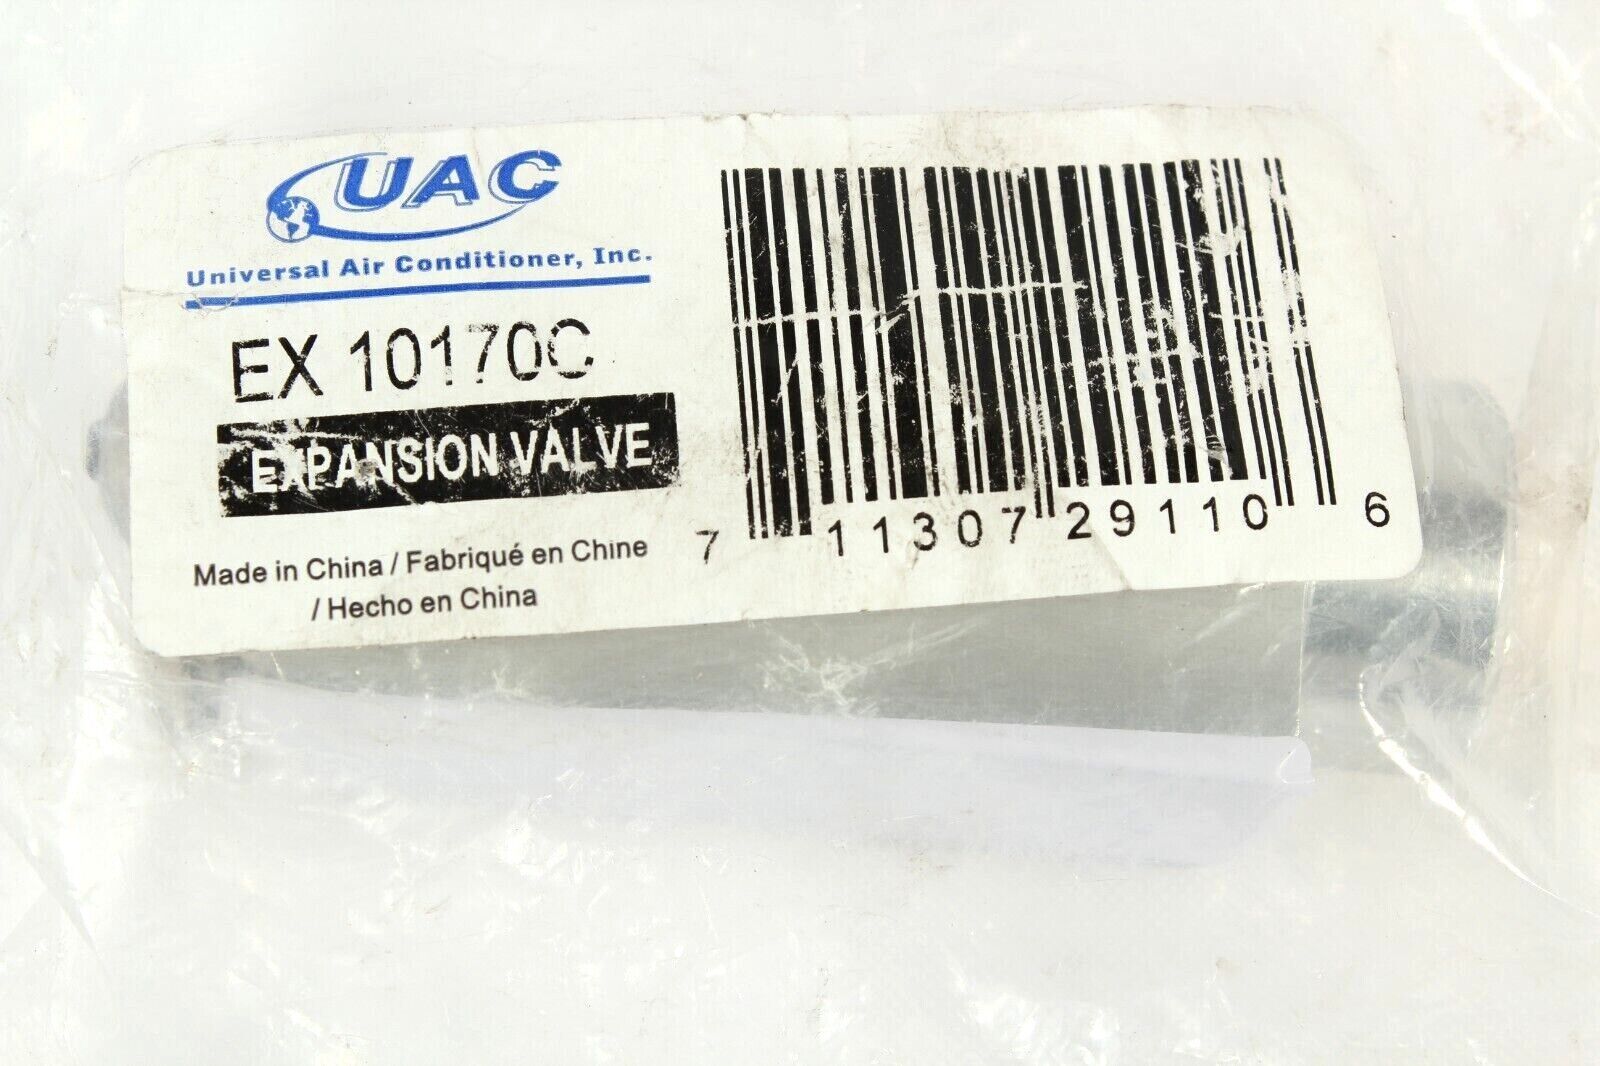 UAC
Universal Air Conditioner, Inc.
EX 10170C
EXPANSION VALVE
Made in China / Fabriqué en Chine
/ Hecho en China
7 11307 29110 6